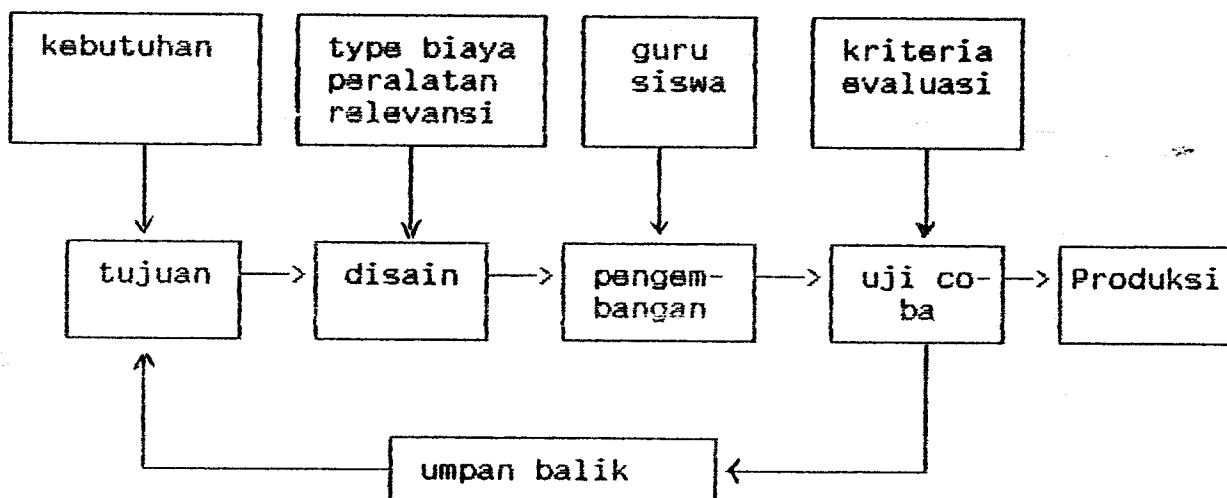 kebutuhan
type biaya
peralatan
relevansi
guru
siswa
kriteria
evaluasi
tujuan
disain
pengem-
bangan
uji co-
ba
Produksi
umpan balik